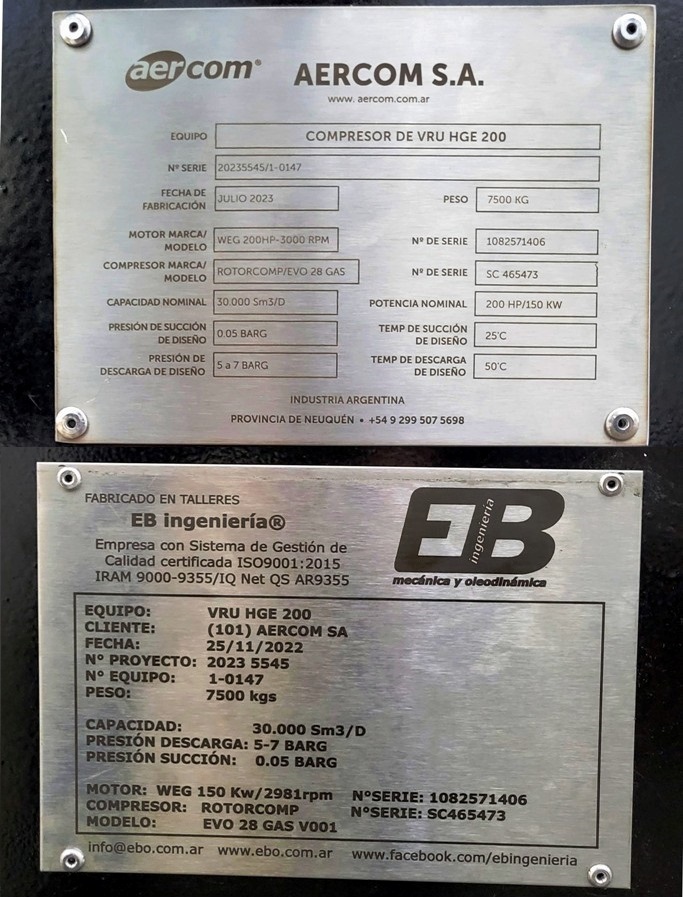 aercom®
AERCOM S.A.
www. aercom.com.ar
EQUIPO COMPRESOR DE VRU HGE 200
Nº SERIE 20235545/1-0147
FECHA DE FABRICACIÓN JULIO 2023 PESO 7500 KG
MOTOR MARCA/ MODELO WEG 200HP-3000 RPM Nº DE SERIE 1082571406
COMPRESOR MARCA/ MODELO ROTORCOMP/EVO 28 GAS Nº DE SERIE SC 465473
CAPACIDAD NOMINAL 30.000 Sm3/D POTENCIA NOMINAL 200 HP/150 KW
PRESIÓN DE SUCCIÓN DE DISEÑO 0.05 BARG TEMP DE SUCCIÓN DE DISEÑO 25°C
PRESIÓN DE DESCARGA DE DISEÑO 5 a 7 BARG TEMP DE DESCARGA DE DISEÑO 50°C
INDUSTRIA ARGENTINA
PROVINCIA DE NEUQUÉN • +54 9 299 507 5698
FABRICADO EN TALLERES
EB ingeniería®
Empresa con Sistema de Gestión de
Calidad certificada ISO9001:2015
IRAM 9000-9355/IQ Net QS AR9355
EB ingeniería
mecánica y oleodinámica
EQUIPO: VRU HGE 200
CLIENTE: (101) AERCOM SA
FECHA: 25/11/2022
N° PROYECTO: 2023 5545
N° EQUIPO: 1-0147
PESO: 7500 kgs
CAPACIDAD: 30.000 Sm3/D
PRESIÓN DESCARGA: 5-7 BARG
PRESIÓN SUCCIÓN: 0.05 BARG
MOTOR: WEG 150 Kw/2981rpm N°SERIE: 1082571406
COMPRESOR: ROTORCOMP N°SERIE: SC465473
MODELO: EVO 28 GAS V001
info@ebo.com.ar www.ebo.com.ar www.facebook.com/ebingenieria